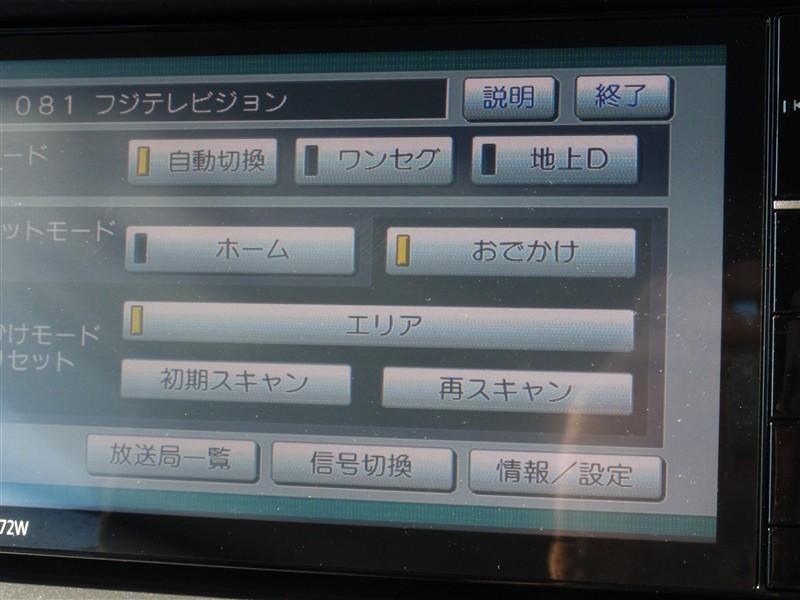 081 フジテレビジョン 説明 終了
ード 自動切換 ワンセグ 地上D
ットモード ホーム おでかけ
かけモード エリア
リセット
初期スキャン 再スキャン
放送局一覧 信号切換 情報／設定
72W